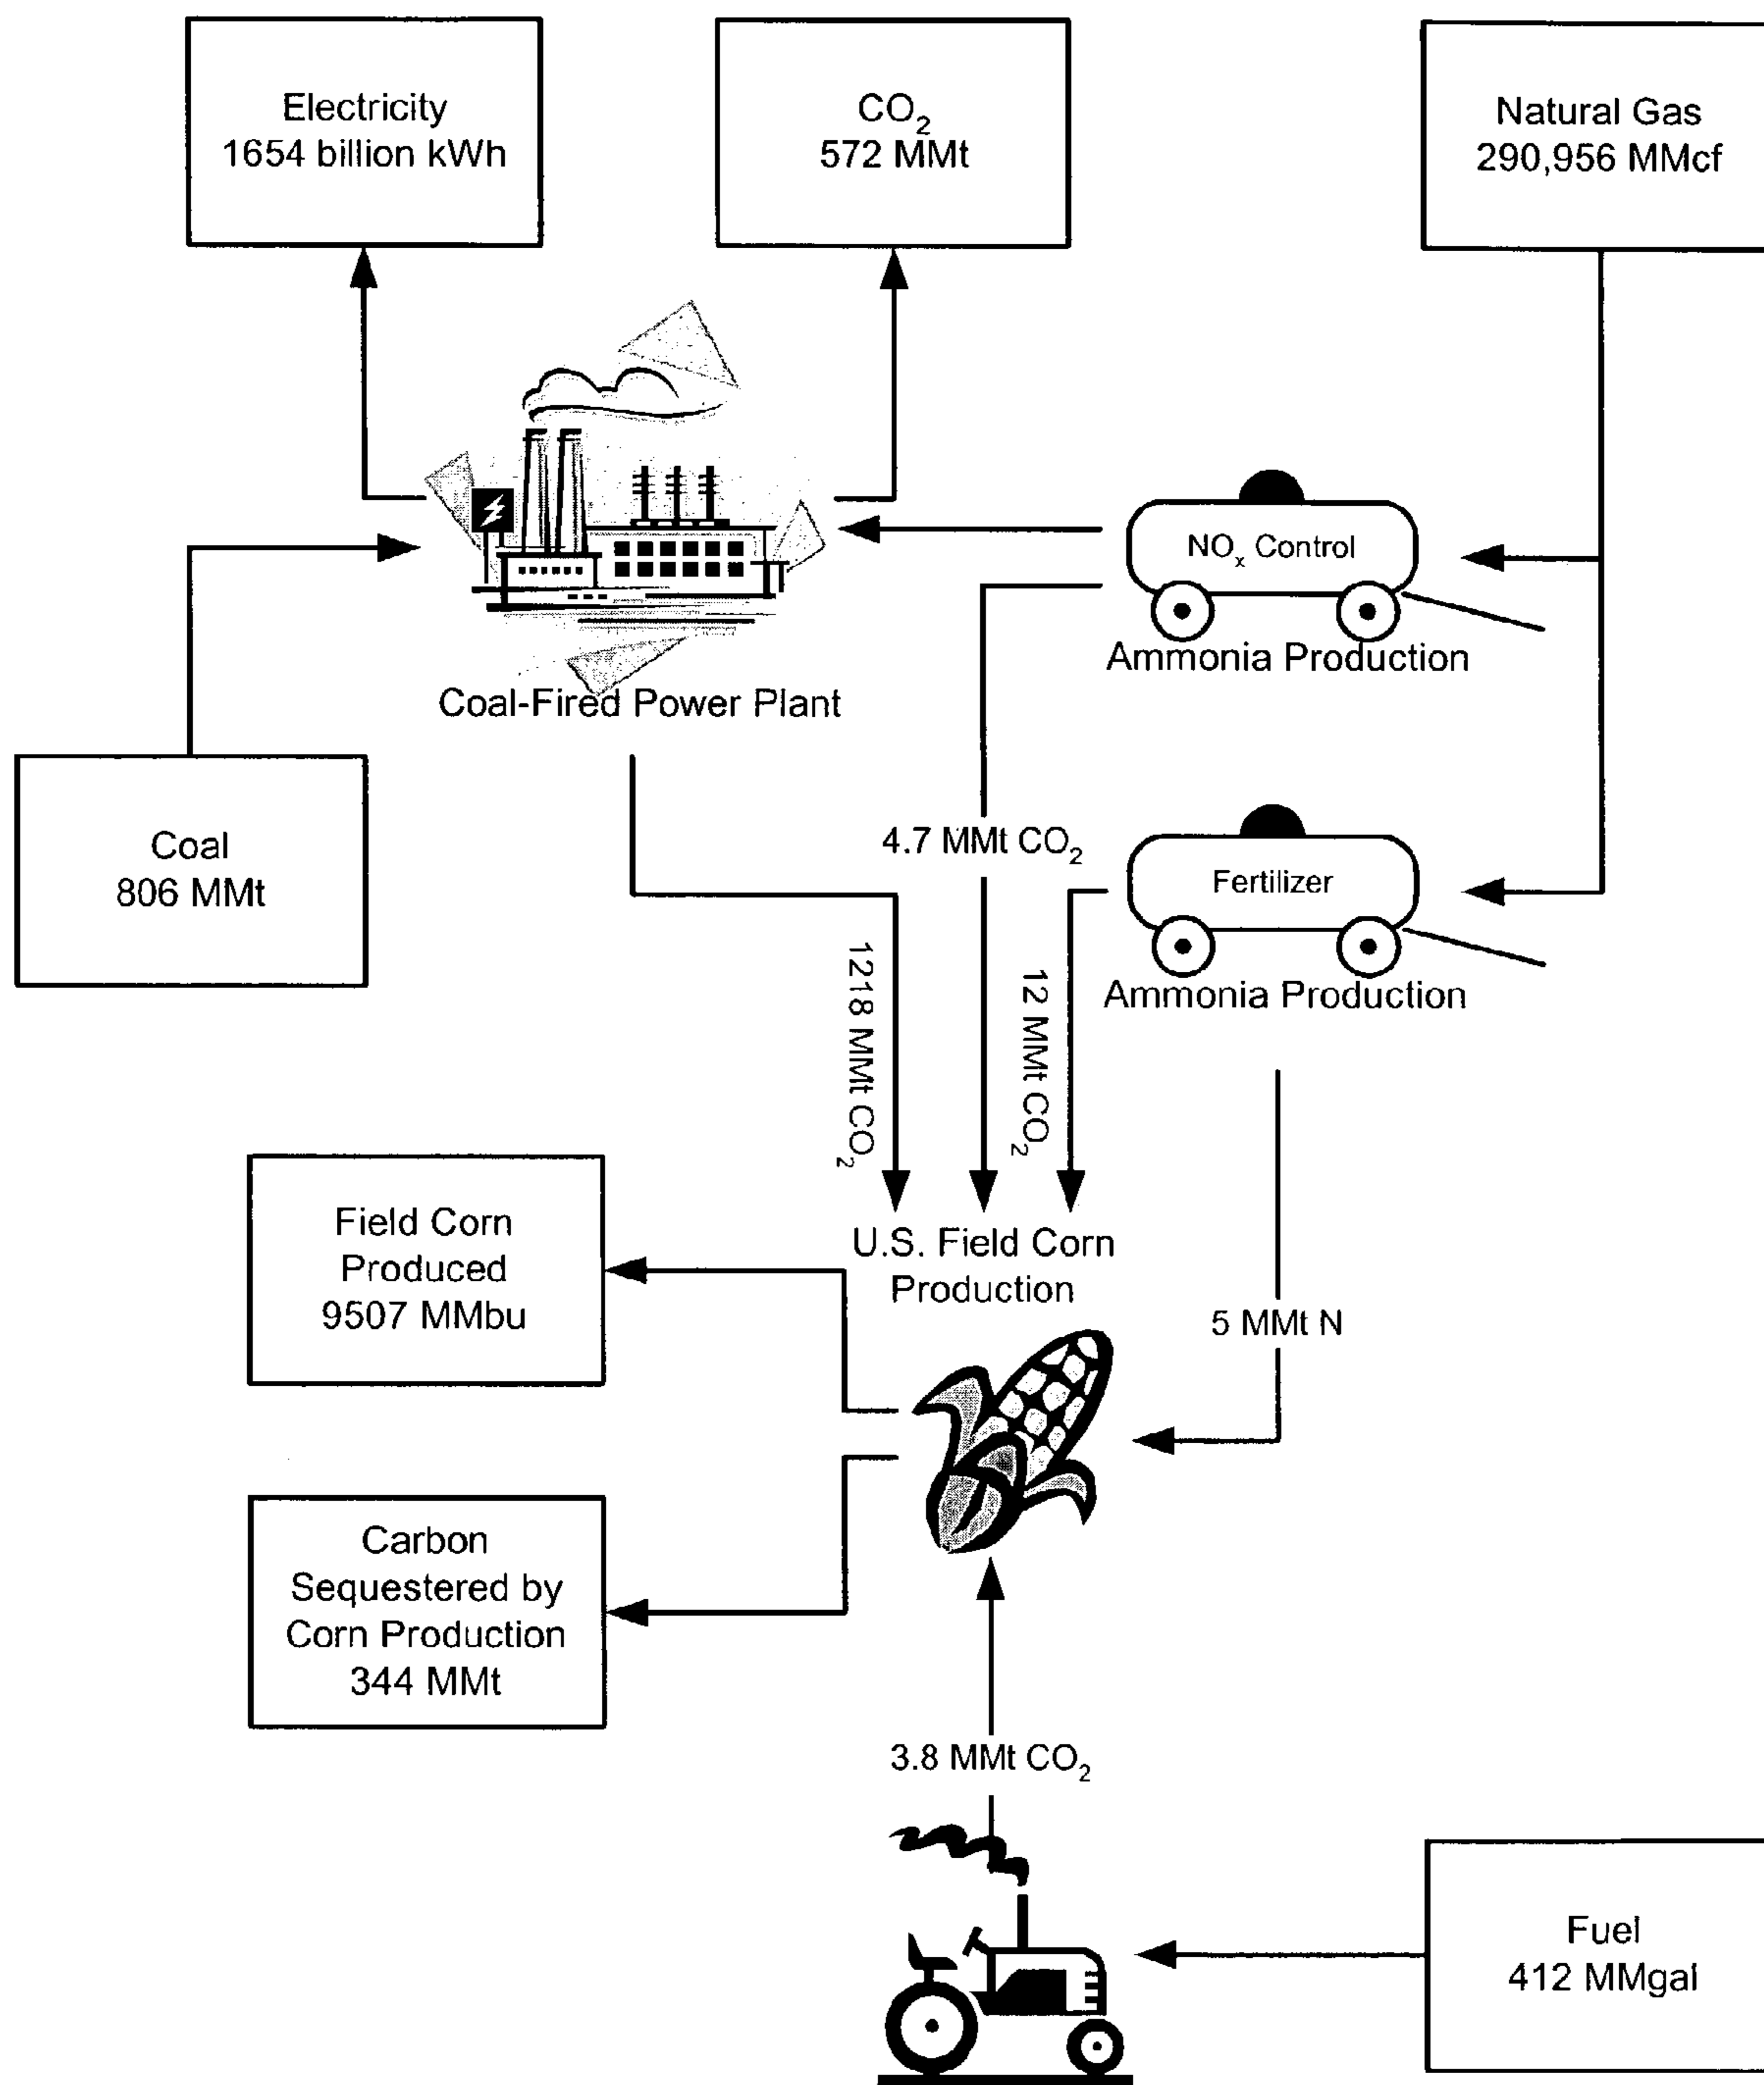 Electricity
1654 billion kWh
CO₂
572 MMt
Natural Gas
290,956 MMcf
NOₓ Control
Ammonia Production
Coal-Fired Power Plant
Coal
806 MMt
4.7 MMt CO₂
Fertilizer
Ammonia Production
1218 MMt CO₂
12 MMt CO₂
Field Corn
Produced
9507 MMbu
U.S. Field Corn
Production
5 MMt N
Carbon
Sequestered by
Corn Production
344 MMt
3.8 MMt CO₂
Fuel
412 MMgal